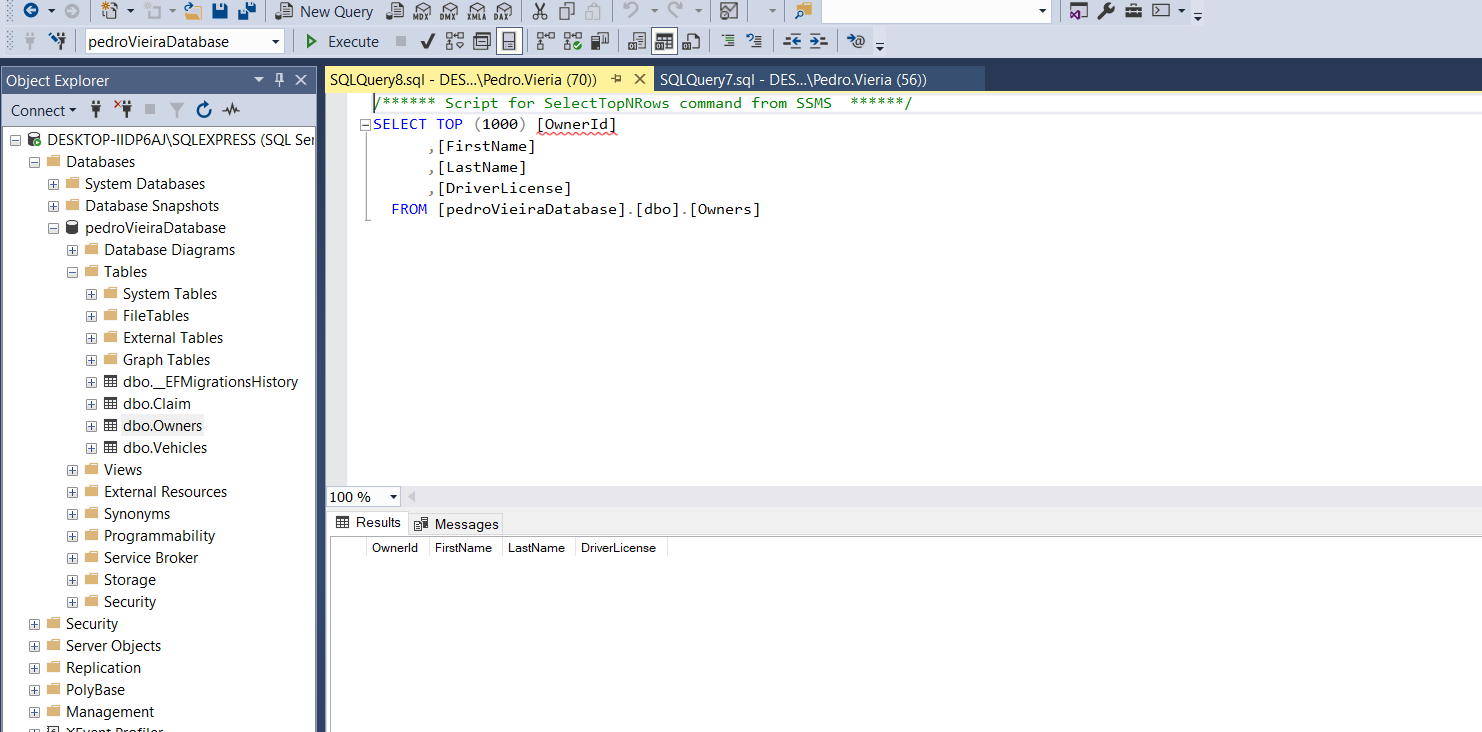 New Query MDX DMX XMLA DAX
pedroVieiraDatabase Execute
Object Explorer
Connect
DESKTOP-IIDP6AJ\SQLEXPRESS (SQL Ser
Databases
System Databases
Database Snapshots
pedroVieiraDatabase
Database Diagrams
Tables
System Tables
FileTables
External Tables
Graph Tables
dbo.__EFMigrationsHistory
dbo.Claim
dbo.Owners
dbo.Vehicles
Views
External Resources
Synonyms
Programmability
Service Broker
Storage
Security
Security
Server Objects
Replication
PolyBase
Management
XEvent Profiler
SQLQuery8.sql - DES...\Pedro.Vieria (70)) SQLQuery7.sql - DES...\Pedro.Vieria (56))
/****** Script for SelectTopNRows command from SSMS  ******/
SELECT TOP (1000) [OwnerId]
,[FirstName]
,[LastName]
,[DriverLicense]
FROM [pedroVieiraDatabase].[dbo].[Owners]
100 %
Results Messages
OwnerId FirstName LastName DriverLicense